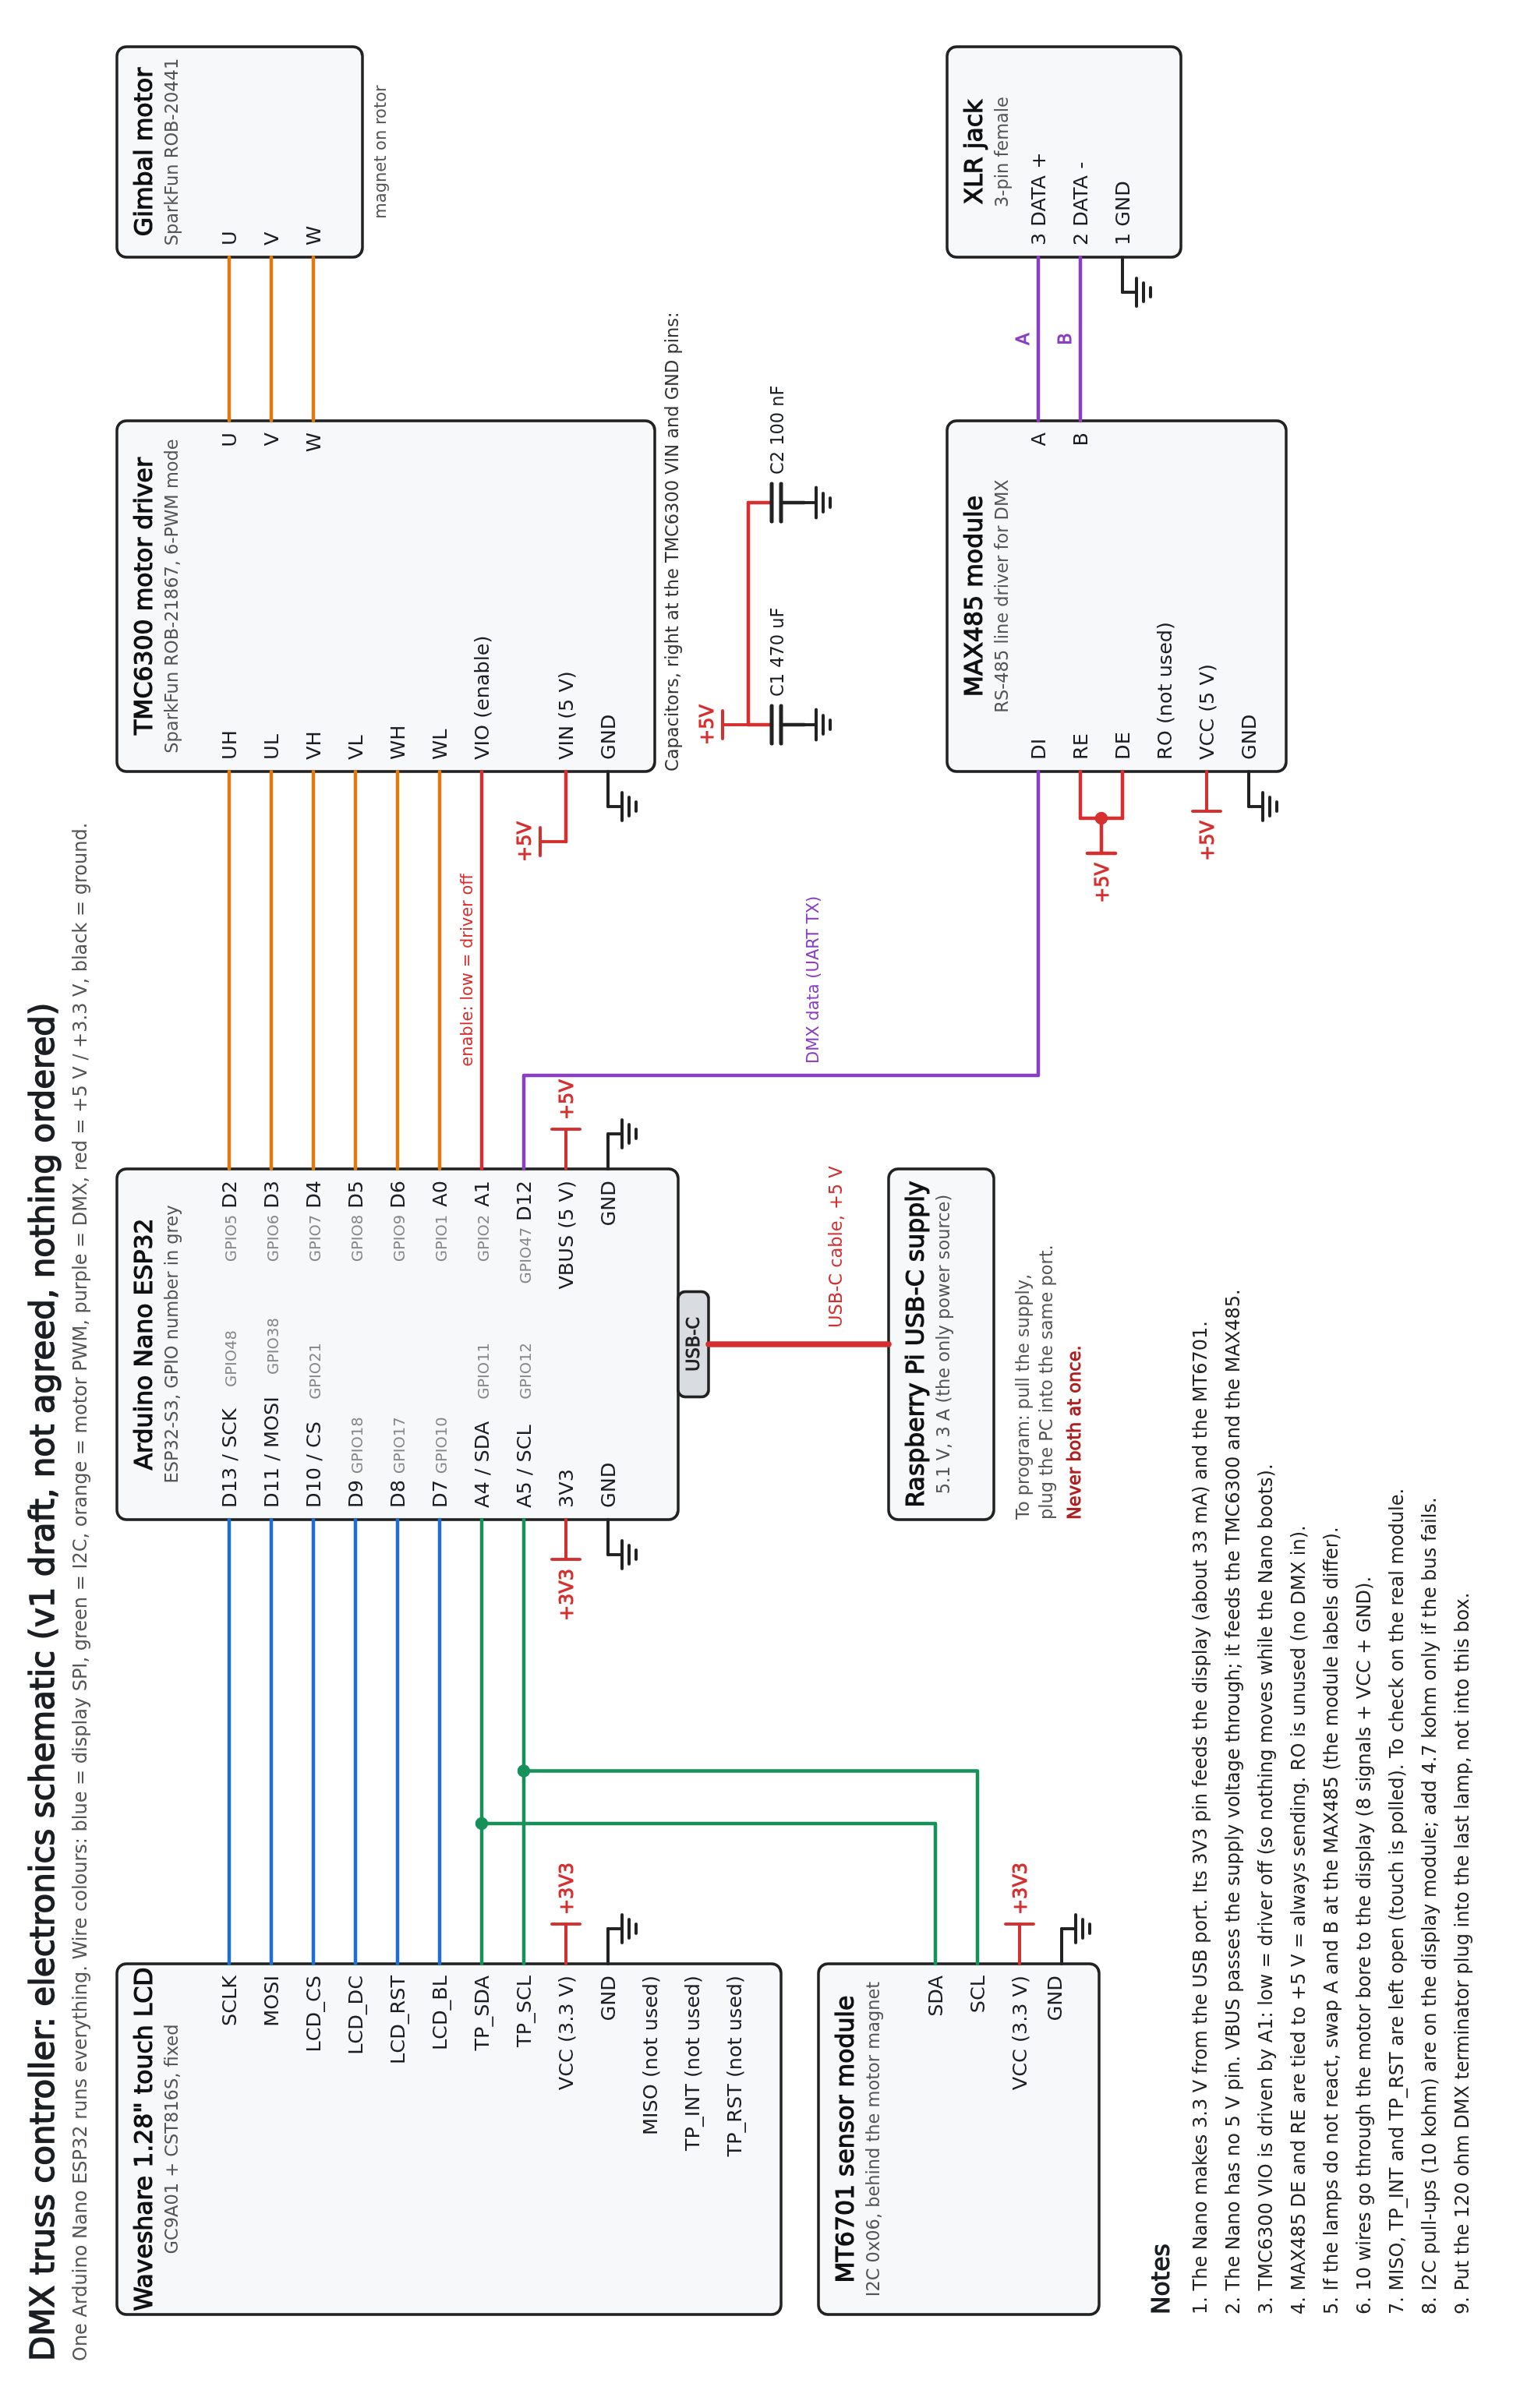 DMX truss controller: electronics schematic (v1 draft, not agreed, nothing ordered)
One Arduino Nano ESP32 runs everything. Wire colours: blue = display SPI, green = I2C, orange = motor PWM, purple = DMX, red = +5 V / +3.3 V, black = ground.
Waveshare 1.28" touch LCD
GC9A01 + CST816S, fixed
SCLK
MOSI
LCD_CS
LCD_DC
LCD_RST
LCD_BL
TP_SDA
TP_SCL
VCC (3.3 V)
GND
MISO (not used)
TP_INT (not used)
TP_RST (not used)
+3V3
MT6701 sensor module
I2C 0x06, behind the motor magnet
SDA
SCL
VCC (3.3 V)
GND
+3V3
Arduino Nano ESP32
ESP32-S3, GPIO number in grey
D13 / SCK GPIO48
D11 / MOSI GPIO38
D10 / CS GPIO21
D9 GPIO18
D8 GPIO17
D7 GPIO10
A4 / SDA GPIO11
A5 / SCL GPIO12
3V3
GND
+3V3
GPIO5 D2
GPIO6 D3
GPIO7 D4
GPIO8 D5
GPIO9 D6
GPIO1 A0
GPIO2 A1
GPIO47 D12
VBUS (5 V)
GND
+5V
USB-C
USB-C cable, +5 V
Raspberry Pi USB-C supply
5.1 V, 3 A (the only power source)
To program: pull the supply,
plug the PC into the same port.
Never both at once.
enable: low = driver off
DMX data (UART TX)
TMC6300 motor driver
SparkFun ROB-21867, 6-PWM mode
UH
UL
VH
VL
WH
WL
VIO (enable)
VIN (5 V)
GND
+5V
U
V
W
Capacitors, right at the TMC6300 VIN and GND pins:
+5V
C1 470 uF
C2 100 nF
Gimbal motor
SparkFun ROB-20441
U
V
W
magnet on rotor
MAX485 module
RS-485 line driver for DMX
DI
RE
DE
RO (not used)
VCC (5 V)
GND
+5V
+5V
A
B
A
B
XLR jack
3-pin female
3 DATA +
2 DATA -
1 GND
Notes
1. The Nano makes 3.3 V from the USB port. Its 3V3 pin feeds the display (about 33 mA) and the MT6701.
2. The Nano has no 5 V pin. VBUS passes the supply voltage through; it feeds the TMC6300 and the MAX485.
3. TMC6300 VIO is driven by A1: low = driver off (so nothing moves while the Nano boots).
4. MAX485 DE and RE are tied to +5 V = always sending. RO is unused (no DMX in).
5. If the lamps do not react, swap A and B at the MAX485 (the module labels differ).
6. 10 wires go through the motor bore to the display (8 signals + VCC + GND).
7. MISO, TP_INT and TP_RST are left open (touch is polled). To check on the real module.
8. I2C pull-ups (10 kohm) are on the display module; add 4.7 kohm only if the bus fails.
9. Put the 120 ohm DMX terminator plug into the last lamp, not into this box.